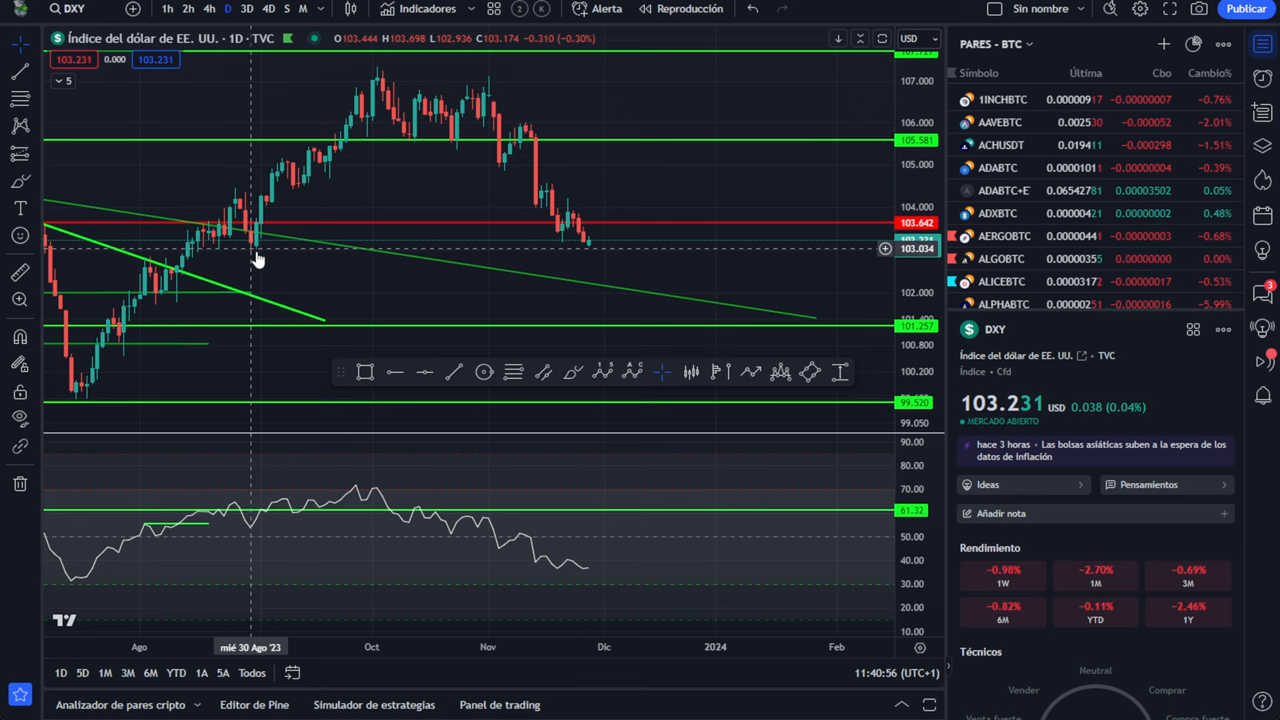 DXY
1h 2h 4h D 3D 4D S M
Indicadores
2 K
Alerta
Reproducción
Sin nombre
Publicar
Índice del dólar de EE. UU. · 1D · TVC
O103.444 H103.698 L102.936 C103.174 -0.310 (-0.30%)
USD
103.231 0.000 103.231
5
107.000
106.000
105.581
105.000
104.000
103.642
103.034
102.000
101.257
100.800
100.200
99.520
99.050
90.00
80.00
70.00
61.32
50.00
40.00
30.00
20.00
10.00
Ago
mié 30 Ago '23
Oct
Nov
Dic
2024
Feb
1D 5D 1M 3M 6M YTD 1A 5A Todos
11:40:56 (UTC+1)
Analizador de pares cripto
Editor de Pine
Simulador de estrategias
Panel de trading
PARES - BTC
Símbolo Última Cbo Cambio%
1INCHBTC 0.00000917 -0.00000007 -0.76%
AAVEBTC 0.002530 -0.000052 -2.01%
ACHUSDT 0.019411 -0.000298 -1.51%
ADABTC 0.00001011 -0.00000004 -0.39%
ADABTC+E 0.06542781 0.00003502 0.05%
ADXBTC 0.00000421 0.00000002 0.48%
AERGOBTC 0.00000441 -0.00000003 -0.68%
ALGOBTC 0.00000355 0.00000000 0.00%
ALICEBTC 0.00003172 -0.00000017 -0.53%
ALPHABTC 0.00000251 -0.00000016 -5.99%
DXY
Índice del dólar de EE. UU. · TVC
Índice · Cfd
103.231 USD 0.038 (0.04%)
MERCADO ABIERTO
hace 3 horas · Las bolsas asiáticas suben a la espera de los
datos de inflación
Ideas
Pensamientos
Añadir nota
Rendimiento
-0.98% -2.70% -0.69%
1W 1M 3M
-0.82% -0.11% -2.46%
6M YTD 1Y
Técnicos
Neutral
Vender
Comprar
3